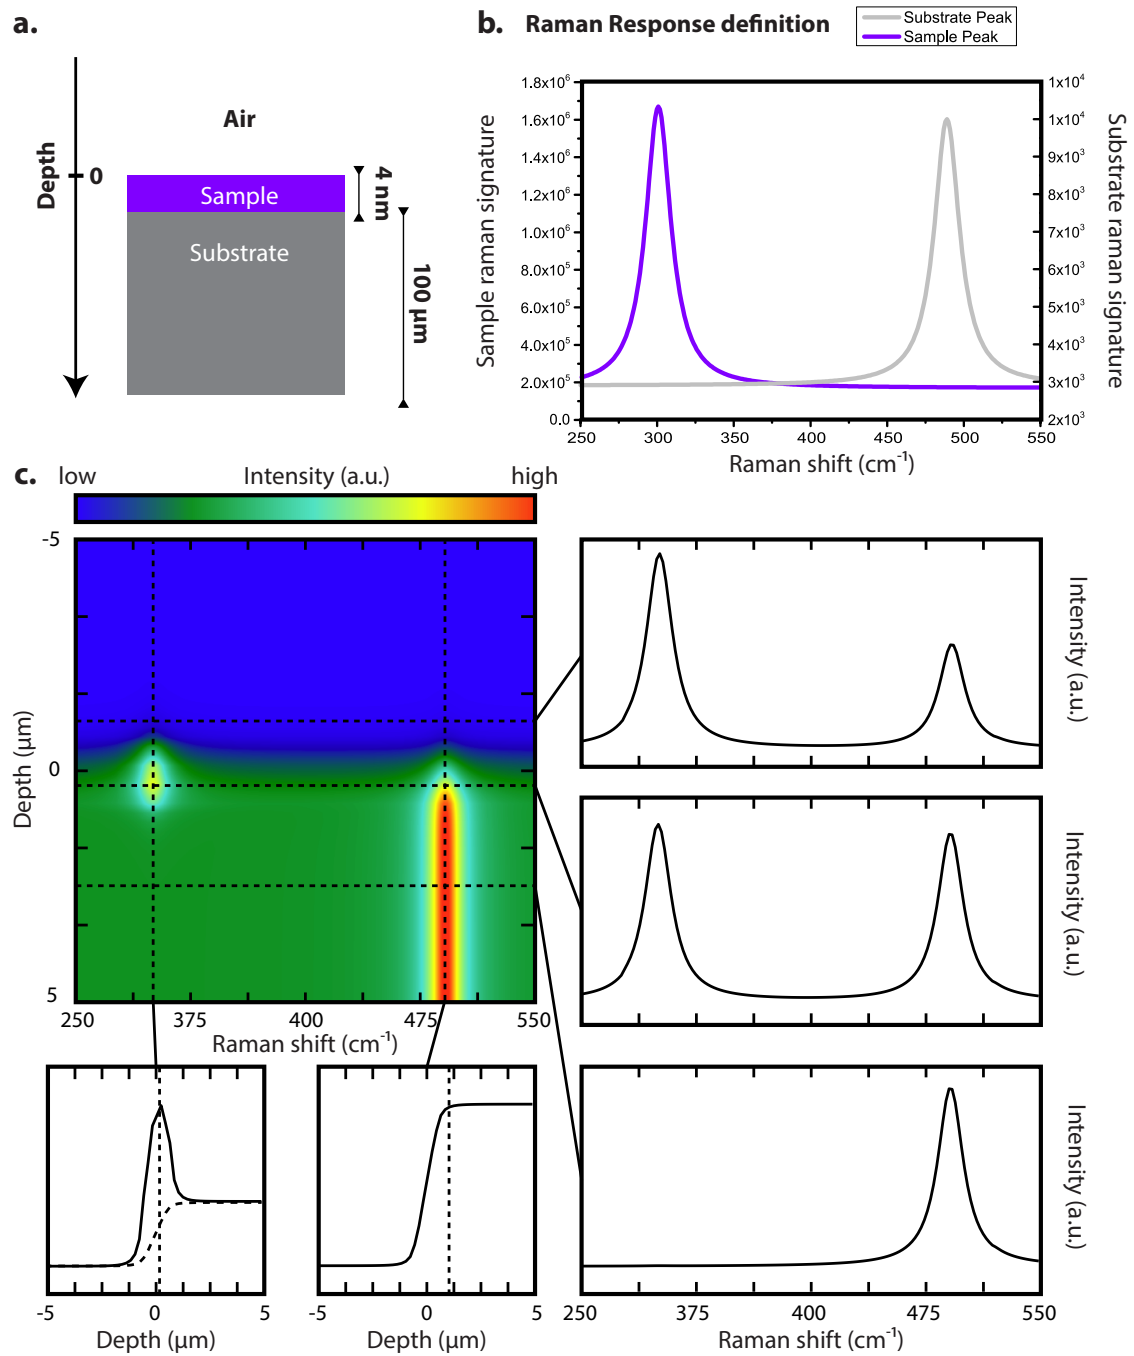 a.
Depth
0
Air
Sample
Substrate
4 nm
100 µm
b. Raman Response definition
Substrate Peak
Sample Peak
Sample raman signature
1.8x10⁶
1.6x10⁶
1.4x10⁶
1.2x10⁶
1.0x10⁶
8.0x10⁵
6.0x10⁵
4.0x10⁵
2.0x10⁵
0.0
1x10⁴
1x10⁴
9x10³
8x10³
7x10³
6x10³
5x10³
4x10³
3x10³
2x10³
Substrate raman signature
250 300 350 400 450 500 550
Raman shift (cm⁻¹)
c. low Intensity (a.u.) high
-5
0
5
Depth (µm)
250 375 400 475 550
Raman shift (cm⁻¹)
Intensity (a.u.)
Intensity (a.u.)
Intensity (a.u.)
-5 0 5
Depth (µm)
-5 0 5
Depth (µm)
250 375 400 475 550
Raman shift (cm⁻¹)